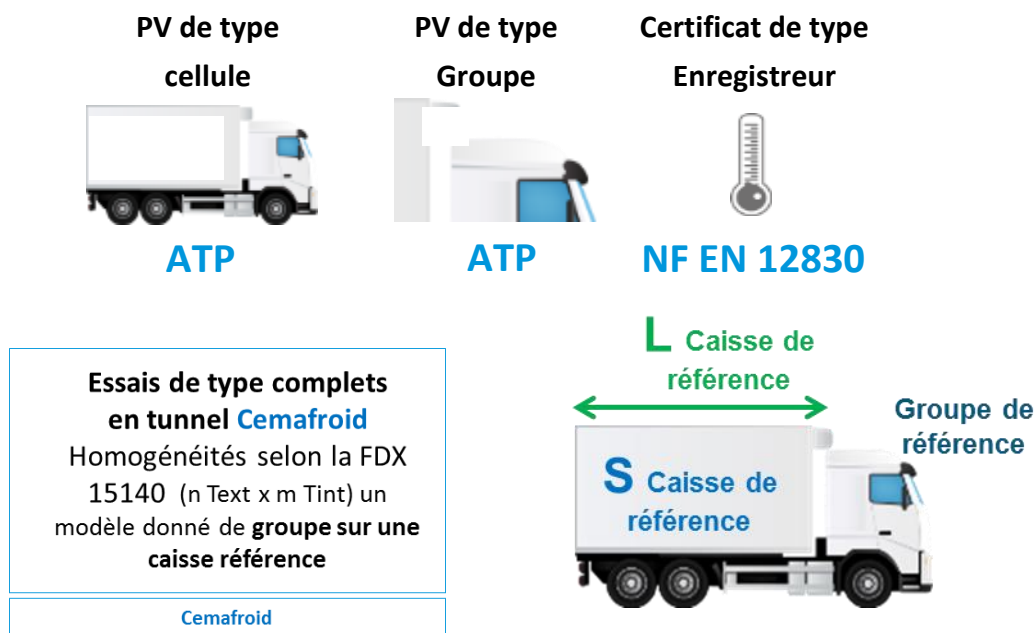 PV de type
cellule
PV de type
Groupe
Certificat de type
Enregistreur
ATP
ATP
NF EN 12830
Essais de type complets
en tunnel Cemafroid
Homogénéités selon la FDX
15140 (n Text x m Tint) un
modèle donné de groupe sur une
caisse référence
Cemafroid
L Caisse de
référence
Groupe de
référence
S Caisse de
référence